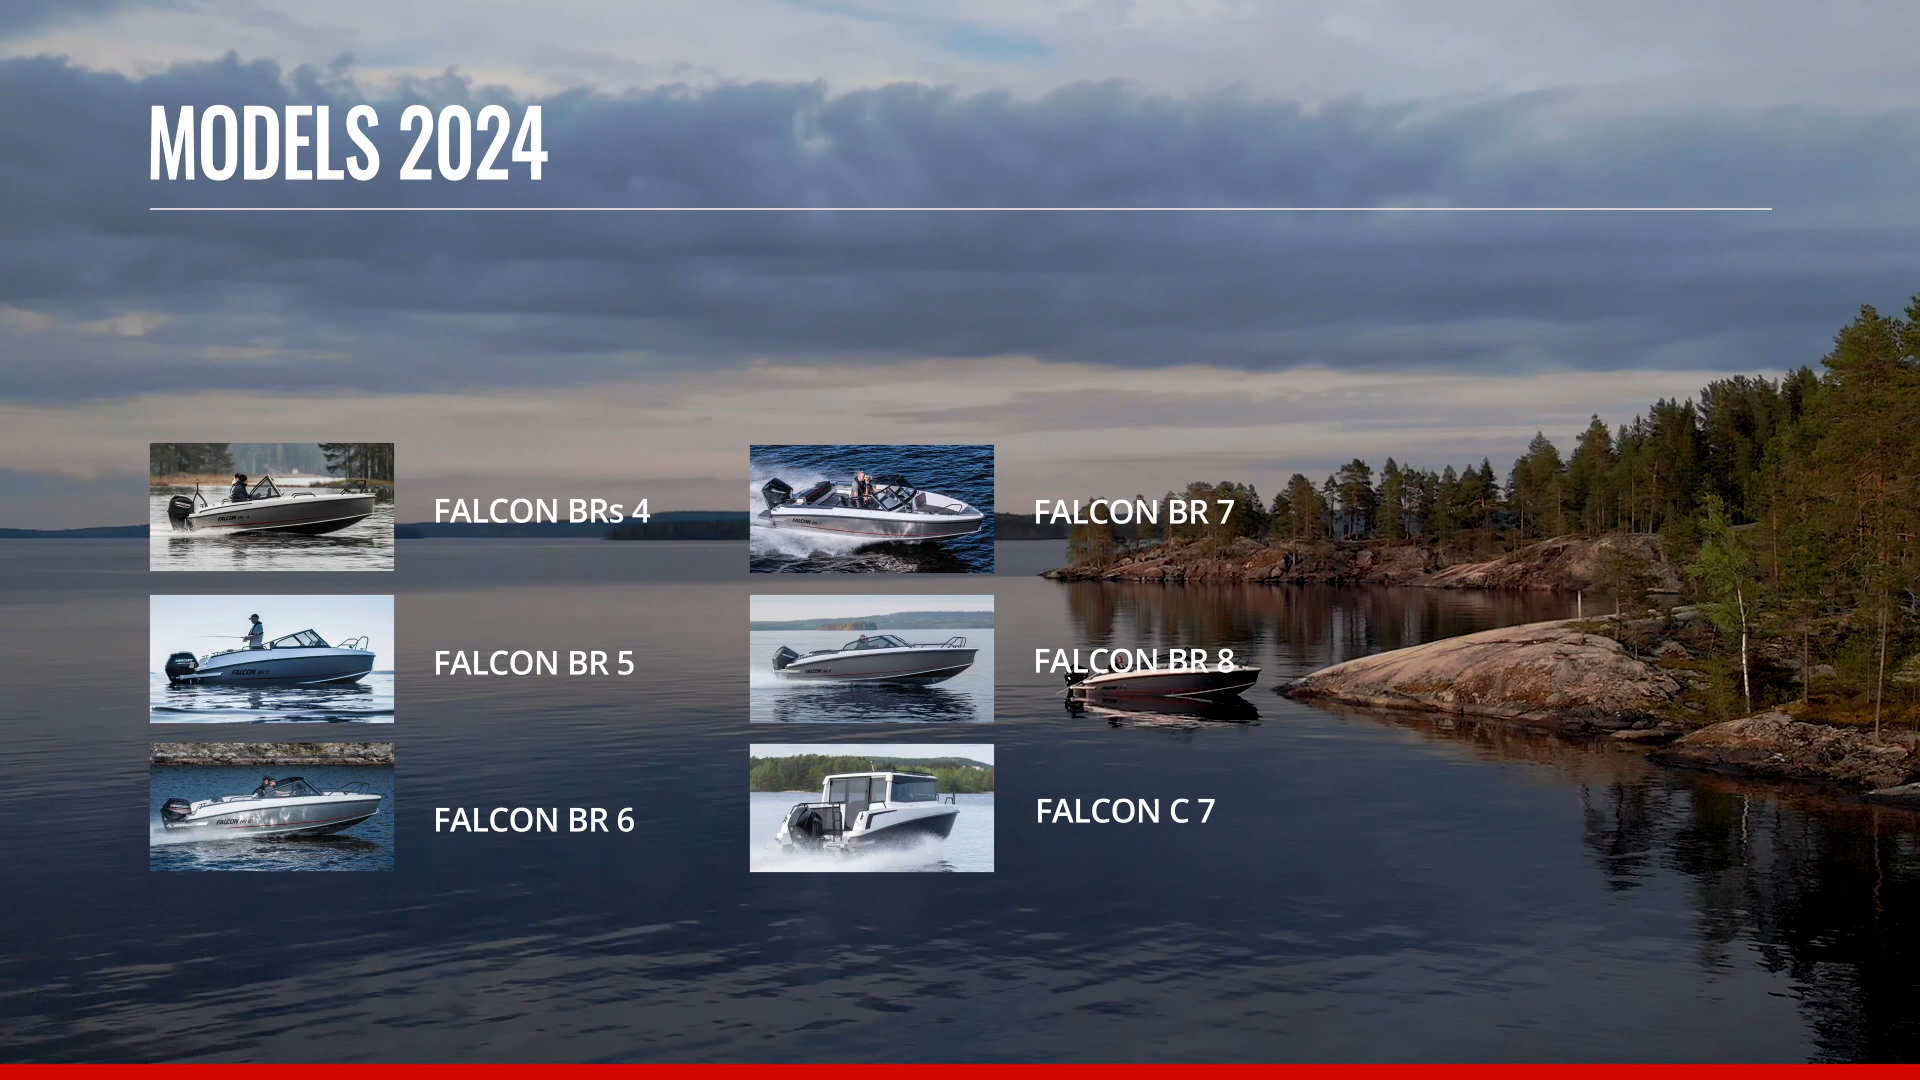 MODELS 2024
FALCON BRs 4
FALCON BR 5
FALCON BR 6
FALCON BR 7
FALCON BR 8
FALCON C 7